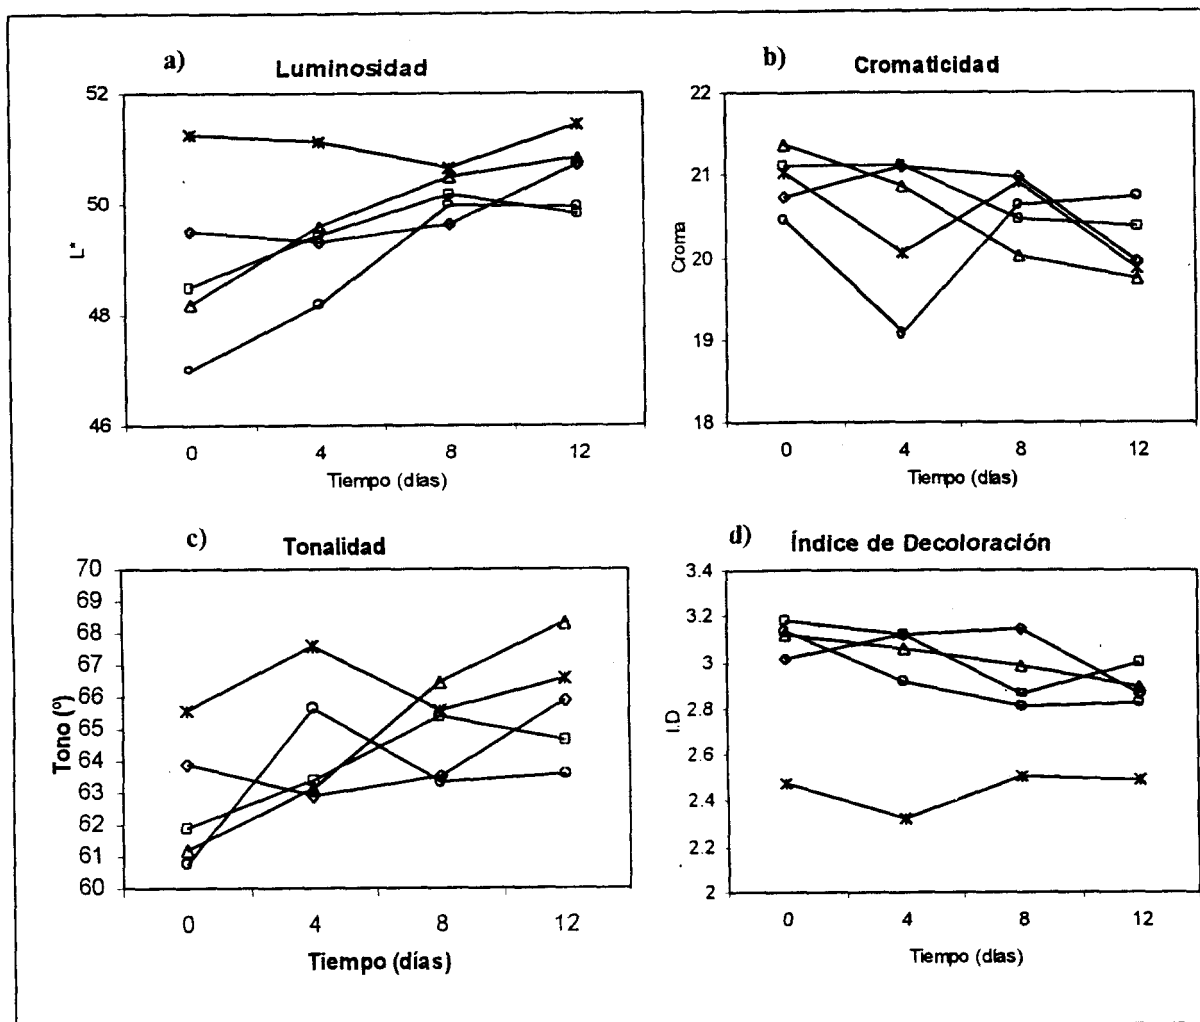 a) Luminosidad
52
50
48
46
L*
0 4 8 12
Tiempo (días)
b) Cromaticidad
22
21
20
19
18
Croma
0 4 8 12
Tiempo (días)
c) Tonalidad
70
69
68
67
66
65
64
63
62
61
60
Tono (º)
0 4 8 12
Tiempo (días)
d) Índice de Decoloración
3.4
3.2
3
2.8
2.6
2.4
2.2
2
I.D
0 4 8 12
Tiempo (días)